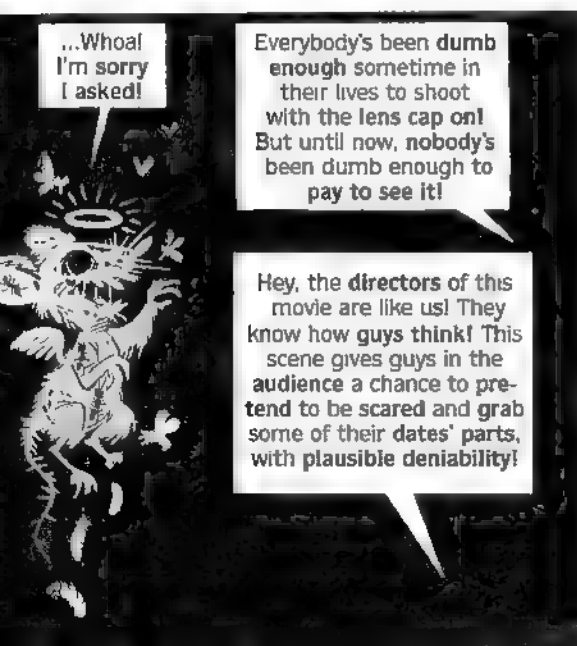 ...Whoa!
I'm sorry
I asked!
Everybody's been dumb
enough sometime in
their lives to shoot
with the lens cap on!
But until now, nobody's
been dumb enough to
pay to see it!
Hey, the directors of this
movie are like us! They
know how guys think! This
scene gives guys in the
audience a chance to pre-
tend to be scared and grab
some of their dates' parts,
with plausible deniability!